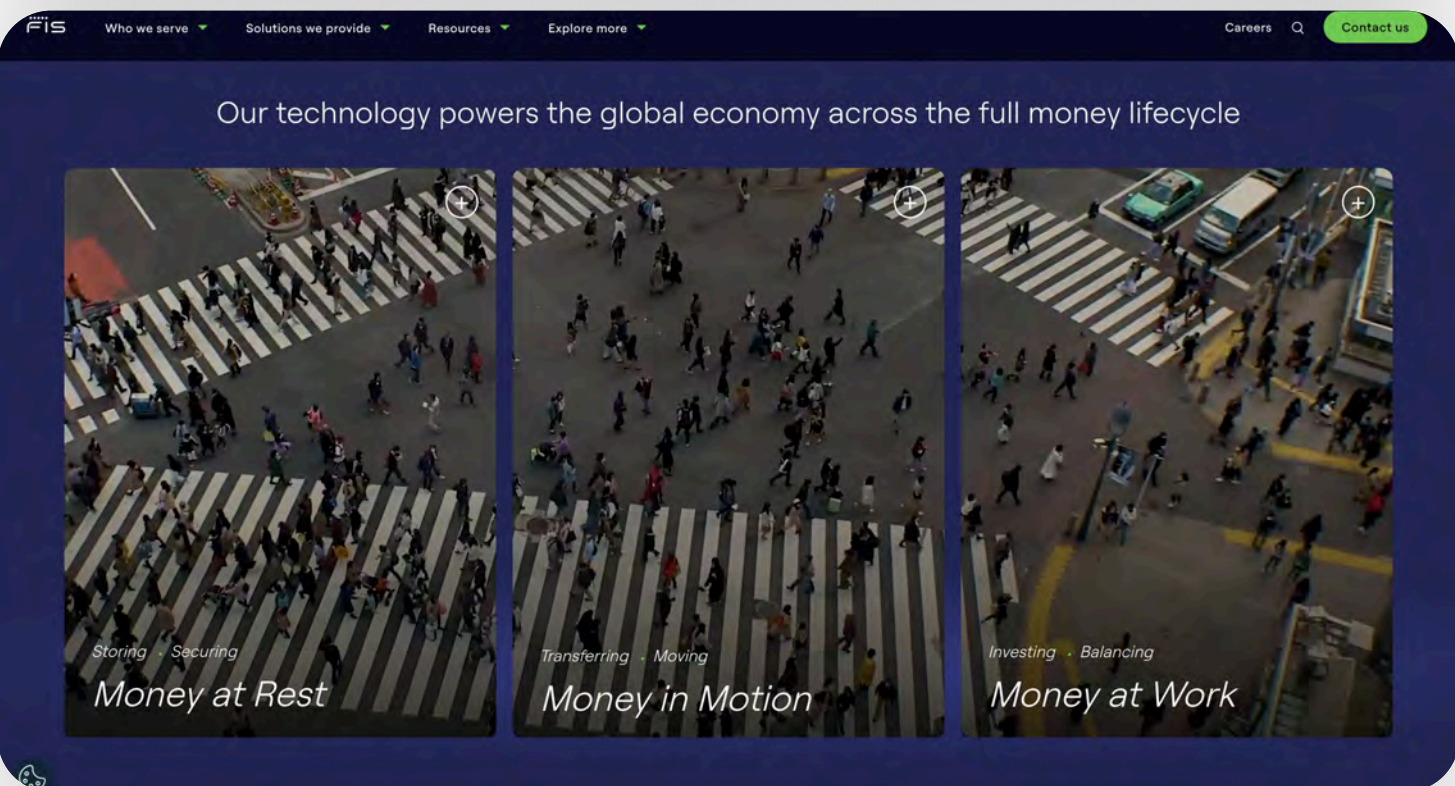 FIS
Who we serve
Solutions we provide
Resources
Explore more
Careers
Contact us
Our technology powers the global economy across the full money lifecycle
Storing • Securing
Money at Rest
Transferring • Moving
Money in Motion
Investing • Balancing
Money at Work